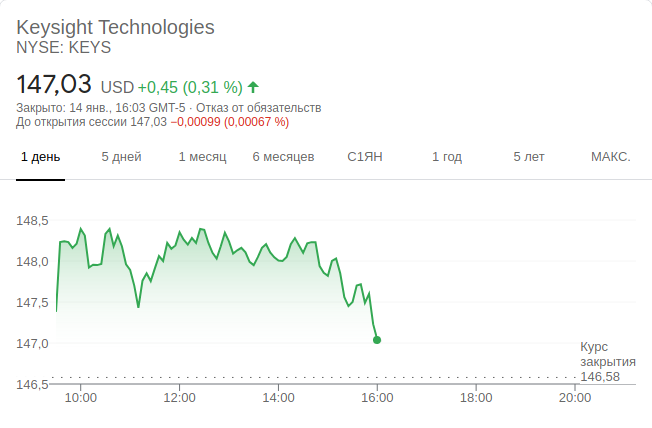 Keysight Technologies
NYSE: KEYS
147,03 USD +0,45 (0,31 %)
Закрыто: 14 янв., 16:03 GMT-5 · Отказ от обязательств
До открытия сессии 147,03 −0,00099 (0,00067 %)
1 день 5 дней 1 месяц 6 месяцев С1ЯН 1 год 5 лет МАКС.
148,5
148,0
147,5
147,0
Курс
закрытия
146,58
146,5
10:00 12:00 14:00 16:00 18:00 20:00